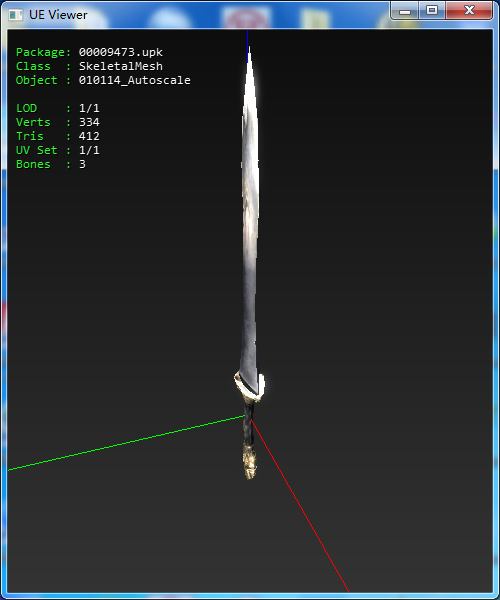 UE Viewer
Package: 00009473.upk
Class : SkeletalMesh
Object : 010114_Autoscale
LOD : 1/1
Verts : 334
Tris : 412
UV Set : 1/1
Bones : 3